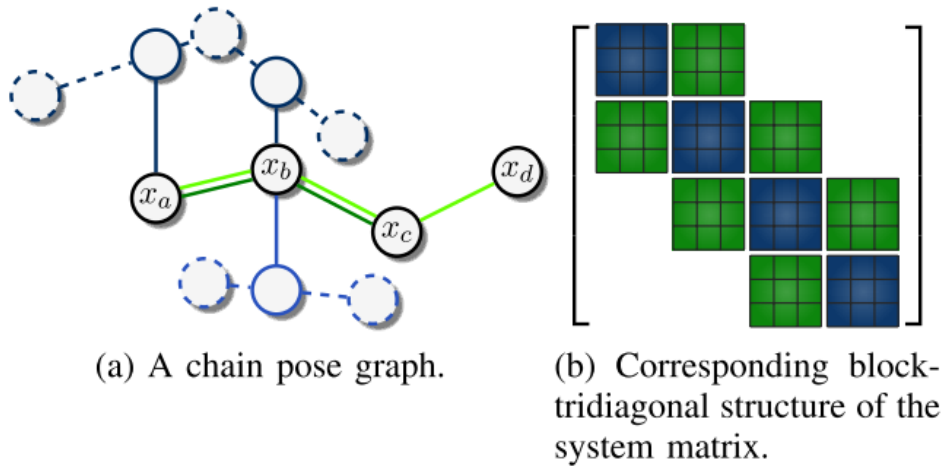 x_a
x_b
x_c
x_d
(a) A chain pose graph.
(b) Corresponding block-
tridiagonal structure of the
system matrix.